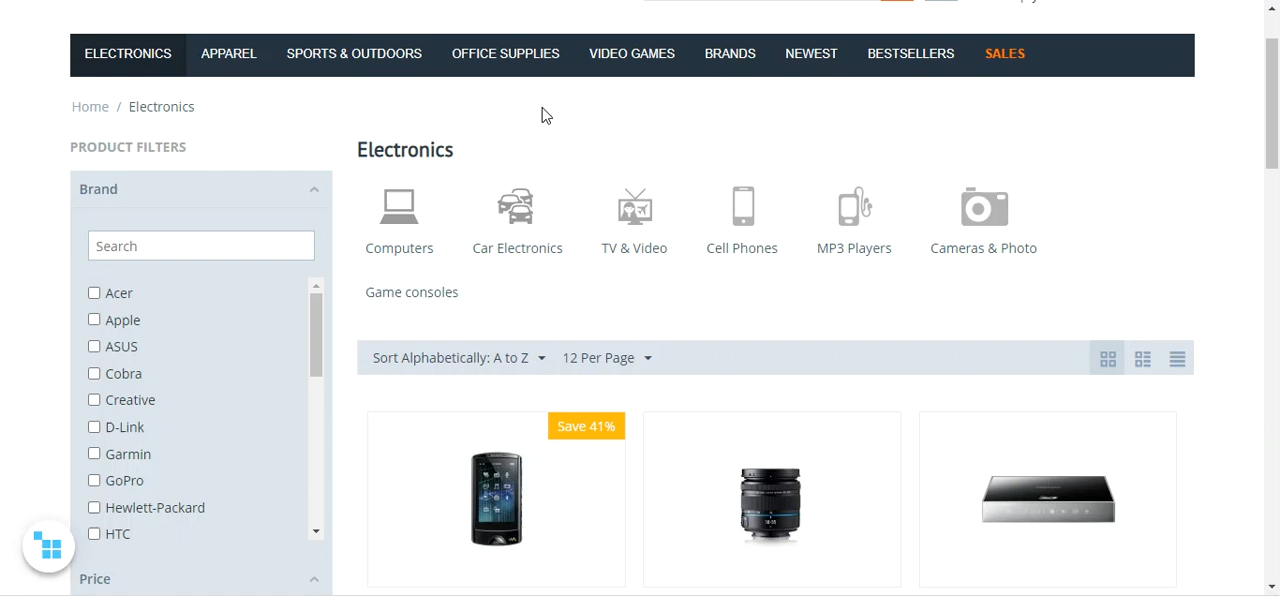 ELECTRONICS APPAREL SPORTS & OUTDOORS OFFICE SUPPLIES VIDEO GAMES BRANDS NEWEST BESTSELLERS SALES
Home / Electronics
PRODUCT FILTERS
Brand
Search
Acer
Apple
ASUS
Cobra
Creative
D-Link
Garmin
GoPro
Hewlett-Packard
HTC
Price
Electronics
Computers Car Electronics TV & Video Cell Phones MP3 Players Cameras & Photo
Game consoles
Sort Alphabetically: A to Z 12 Per Page
Save 41%
18-55